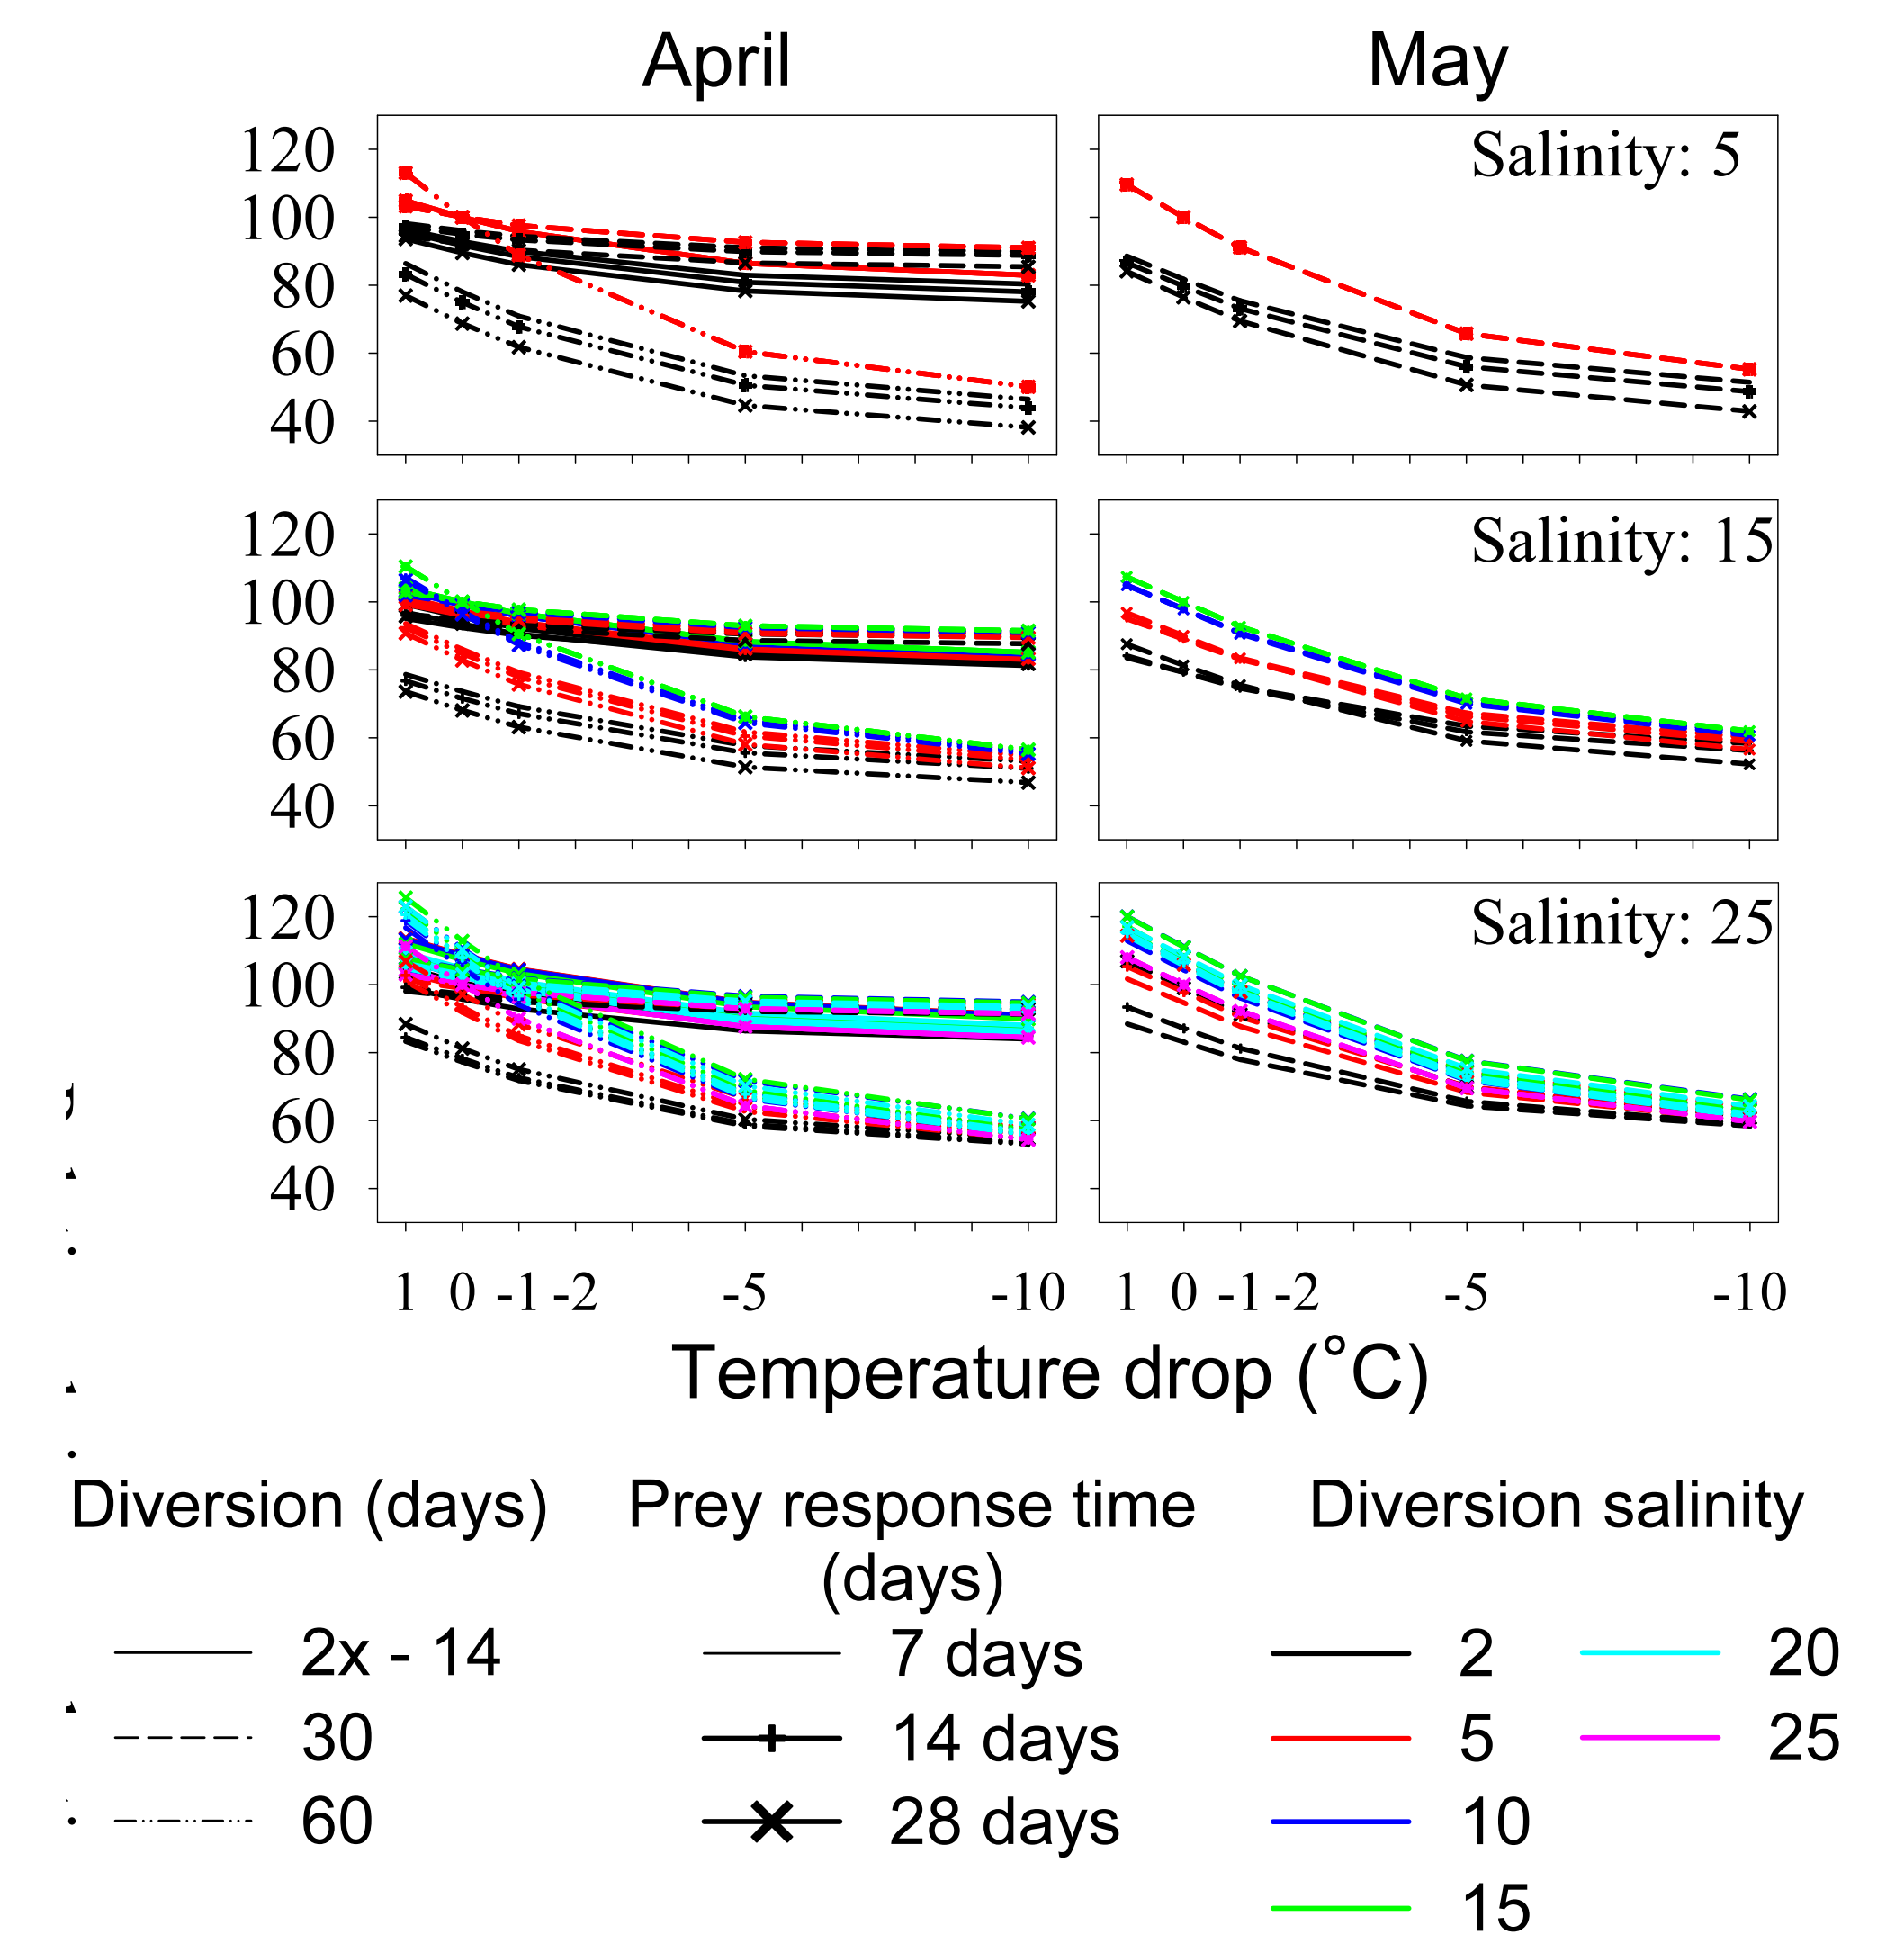 April May
120 Salinity: 5
100
80
60
40
120 Salinity: 15
100
80
60
40
120 Salinity: 25
100
80
60
40
1 0 -1 -2 -5 -10 1 0 -1 -2 -5 -10
Temperature drop (°C)
Diversion (days) Prey response time (days) Diversion salinity
2x - 14 7 days 2 20
30 14 days 5 25
60 28 days 10
15